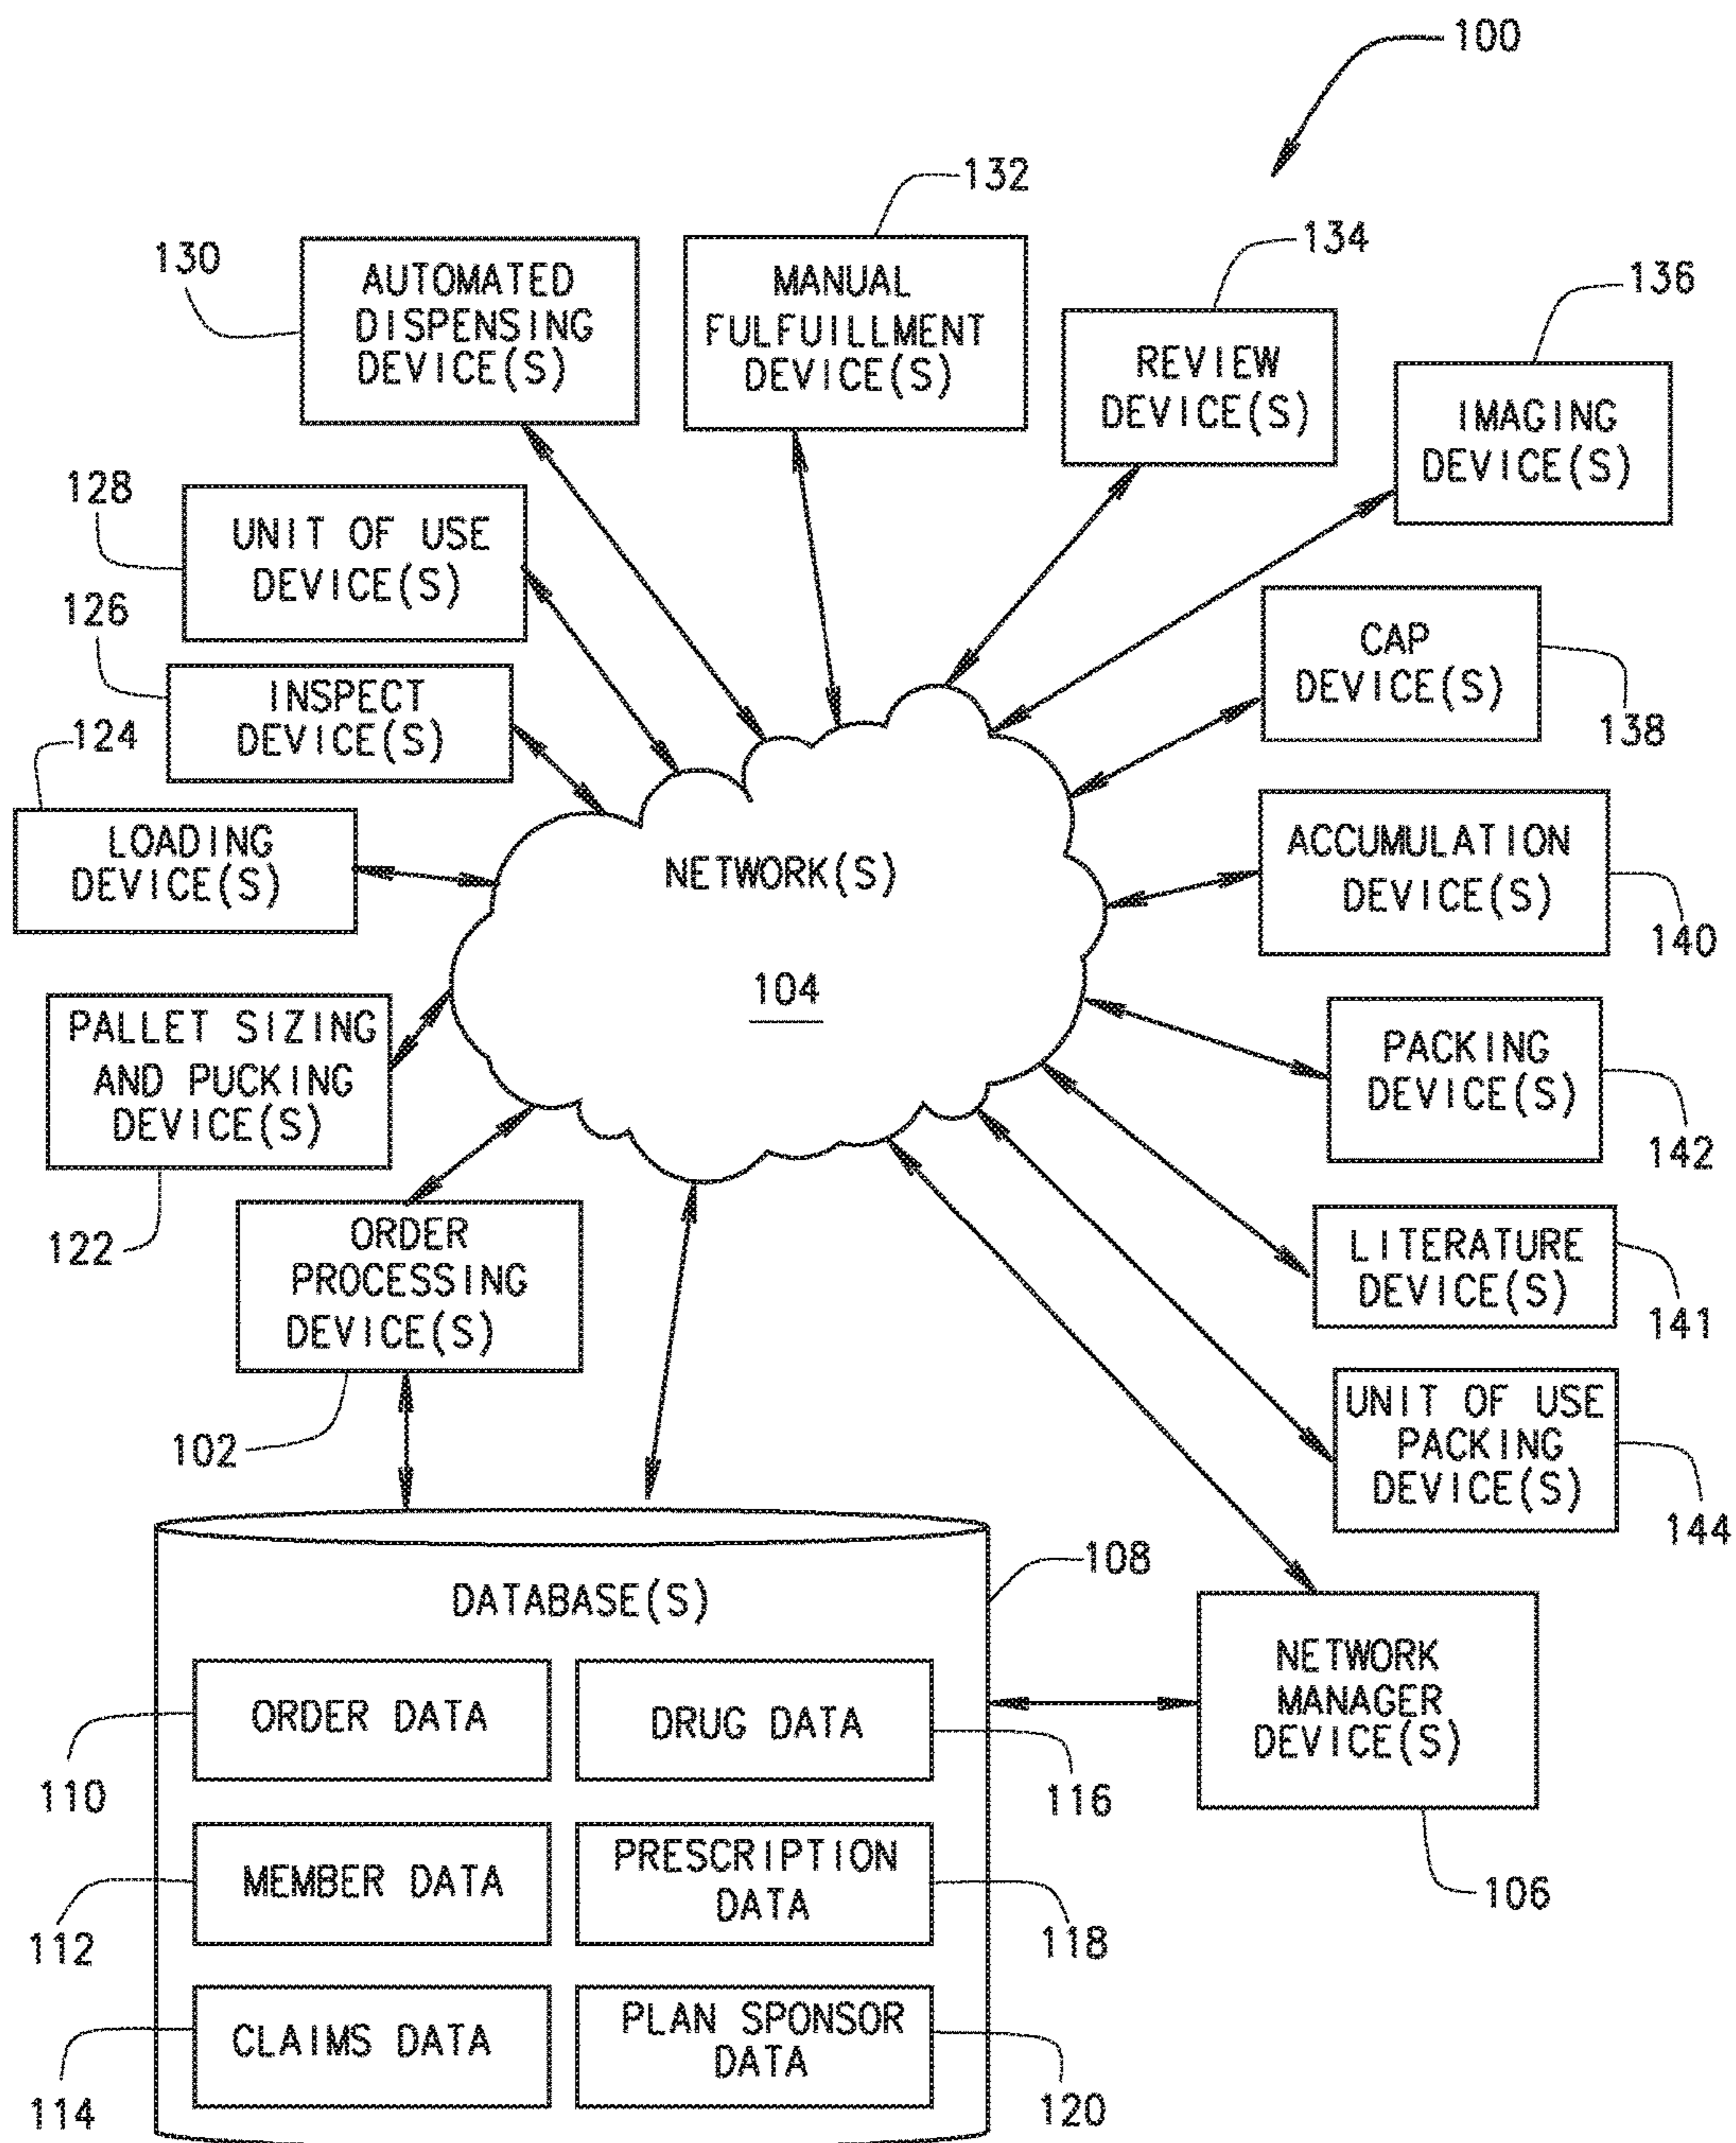 100
132
130
AUTOMATED
DISPENSING
DEVICE(S)
MANUAL
FULFUILLMENT
DEVICE(S)
134
REVIEW
DEVICE(S)
136
IMAGING
DEVICE(S)
128
UNIT OF USE
DEVICE(S)
126
INSPECT
DEVICE(S)
CAP
DEVICE(S)
138
124
LOADING
DEVICE(S)
NETWORK(S)
104
ACCUMULATION
DEVICE(S)
140
PALLET SIZING
AND PUCKING
DEVICE(S)
122
PACKING
DEVICE(S)
142
ORDER
PROCESSING
DEVICE(S)
102
LITERATURE
DEVICE(S)
141
UNIT OF USE
PACKING
DEVICE(S)
144
108
DATABASE(S)
ORDER DATA
110
DRUG DATA
116
NETWORK
MANAGER
DEVICE(S)
106
MEMBER DATA
112
PRESCRIPTION
DATA
118
CLAIMS DATA
114
PLAN SPONSOR
DATA
120